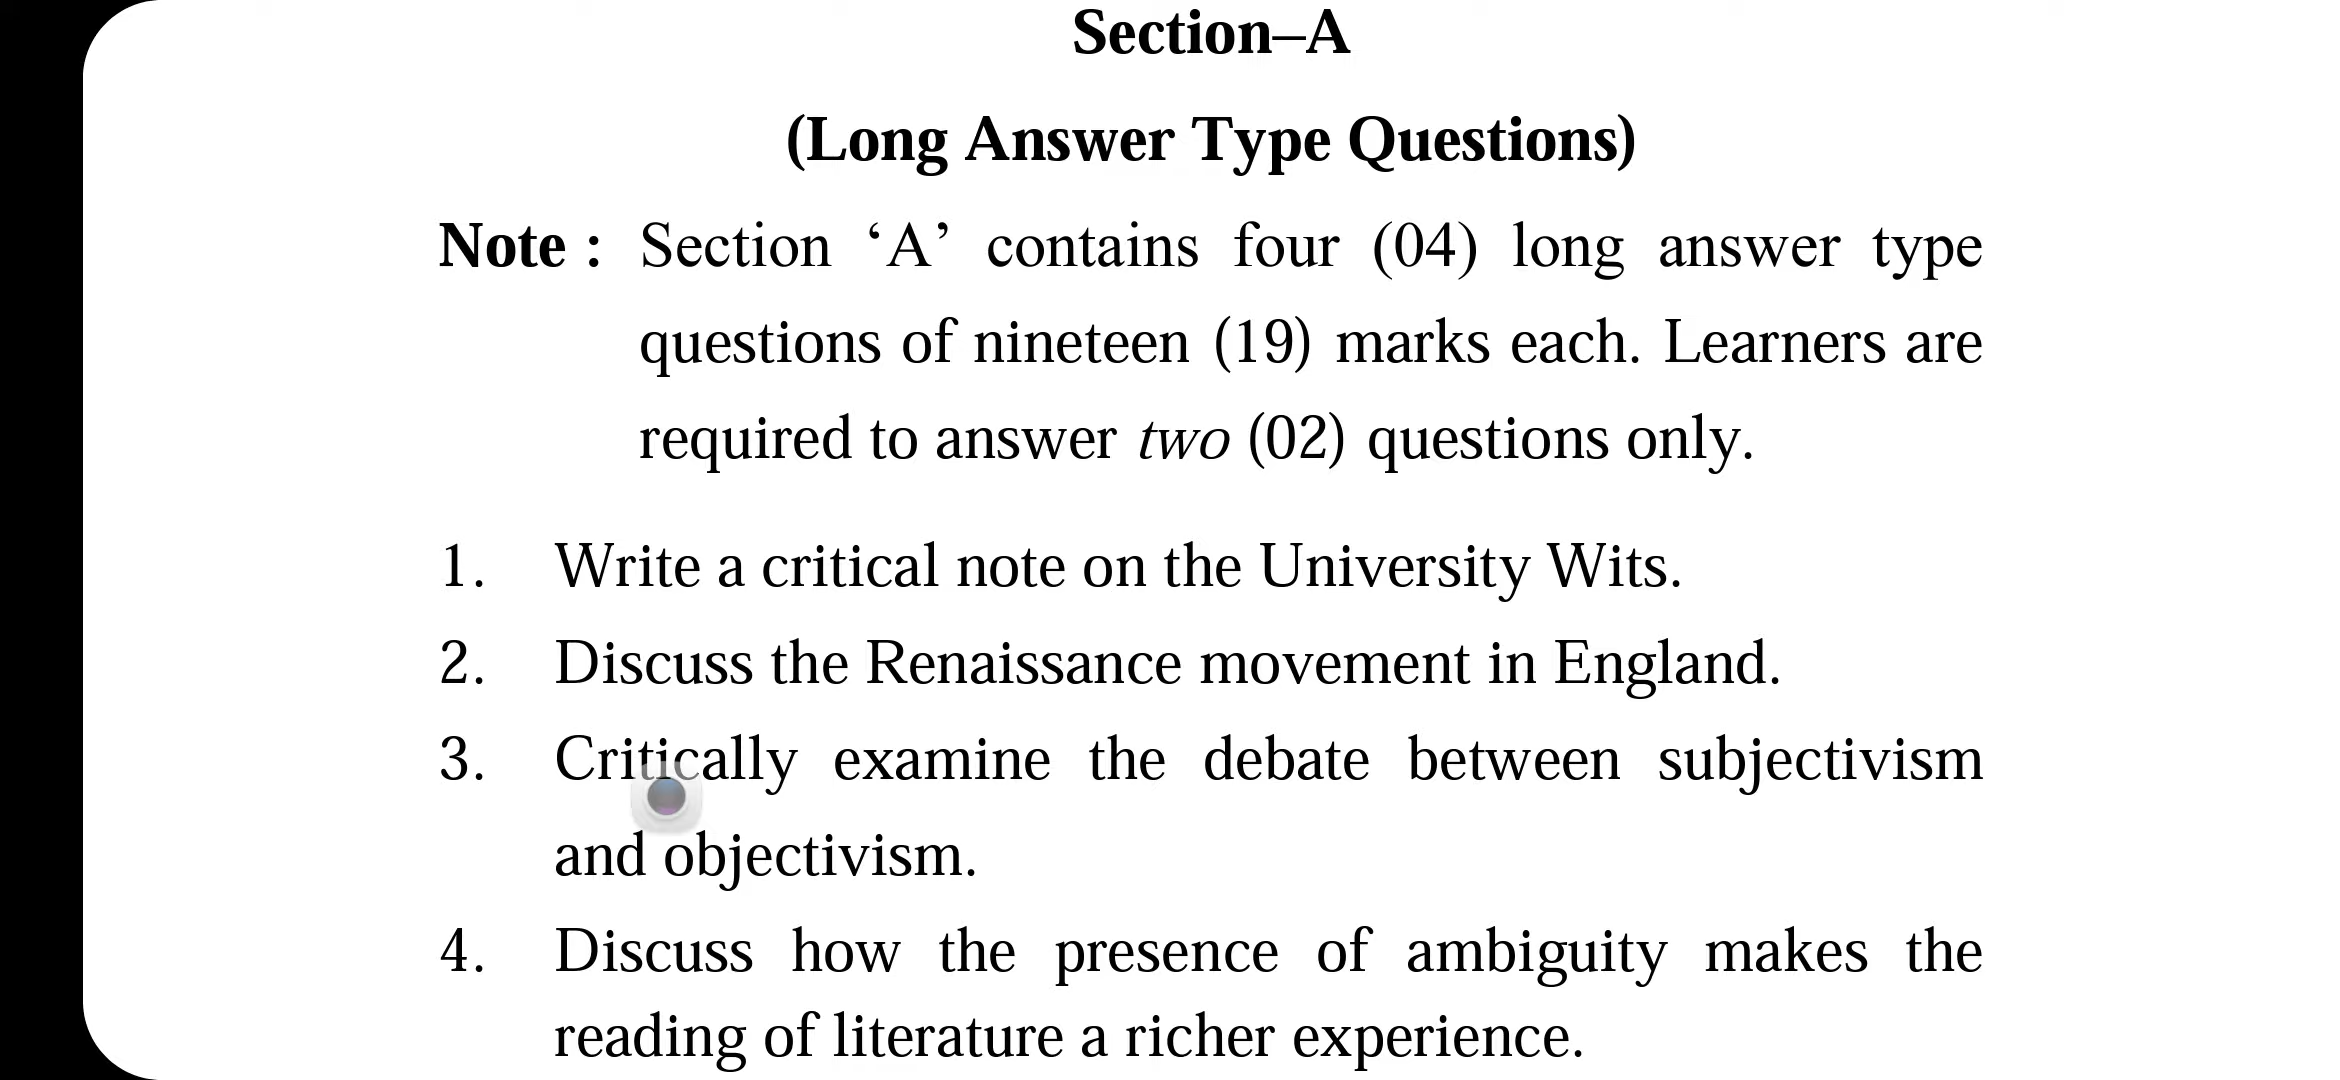 Section–A
(Long Answer Type Questions)
Note : Section ‘A’ contains four (04) long answer type
questions of nineteen (19) marks each. Learners are
required to answer two (02) questions only.
1. Write a critical note on the University Wits.
2. Discuss the Renaissance movement in England.
3. Critically examine the debate between subjectivism
and objectivism.
4. Discuss how the presence of ambiguity makes the
reading of literature a richer experience.